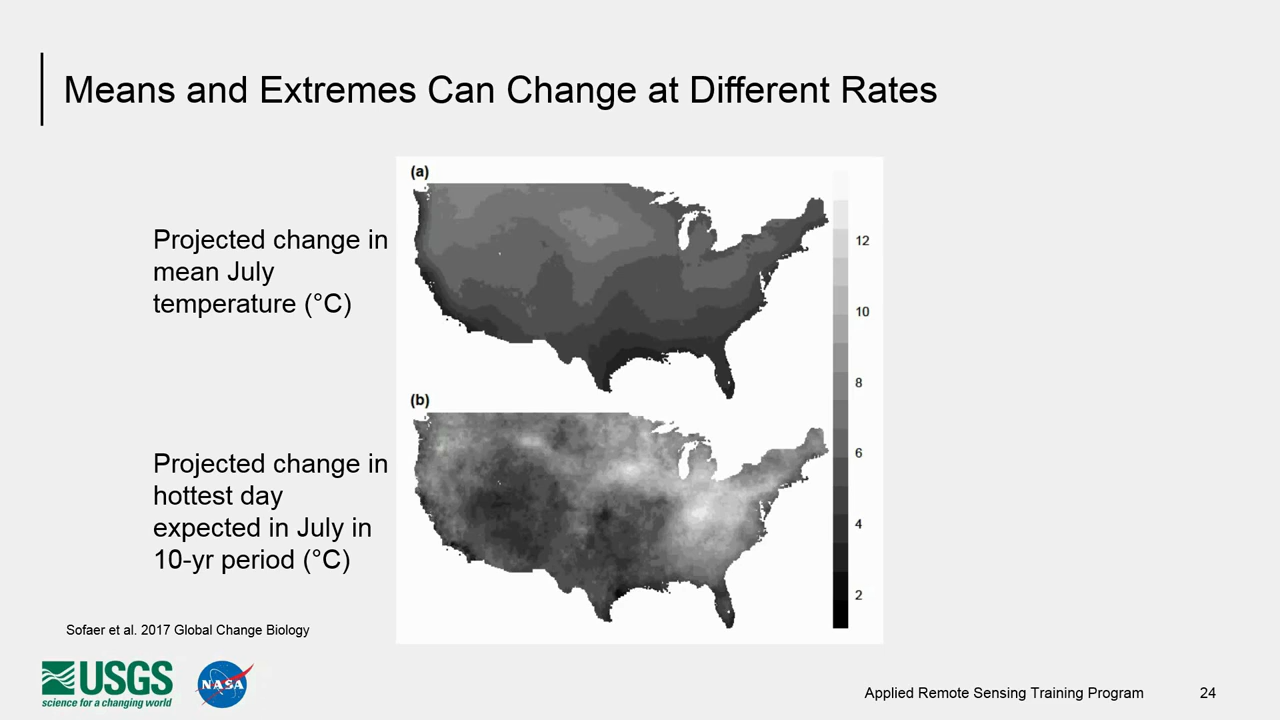 Means and Extremes Can Change at Different Rates
(a)
Projected change in
mean July
temperature (°C)
12
10
8
6
4
2
(b)
Projected change in
hottest day
expected in July in
10-yr period (°C)
Sofaer et al. 2017 Global Change Biology
USGS
science for a changing world
NASA
Applied Remote Sensing Training Program
24